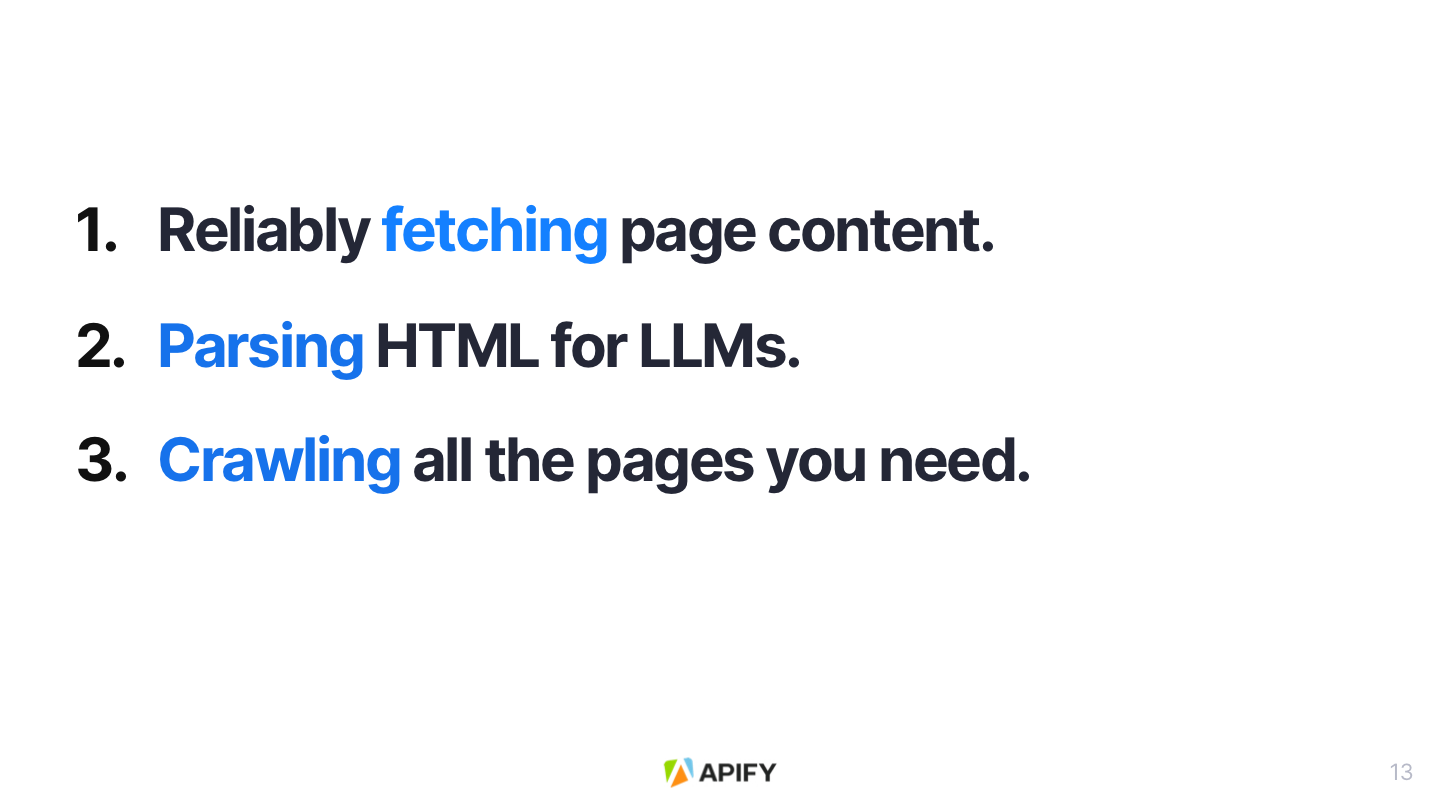 1. Reliably fetching page content.
2. Parsing HTML for LLMs.
3. Crawling all the pages you need.
APIFY
13